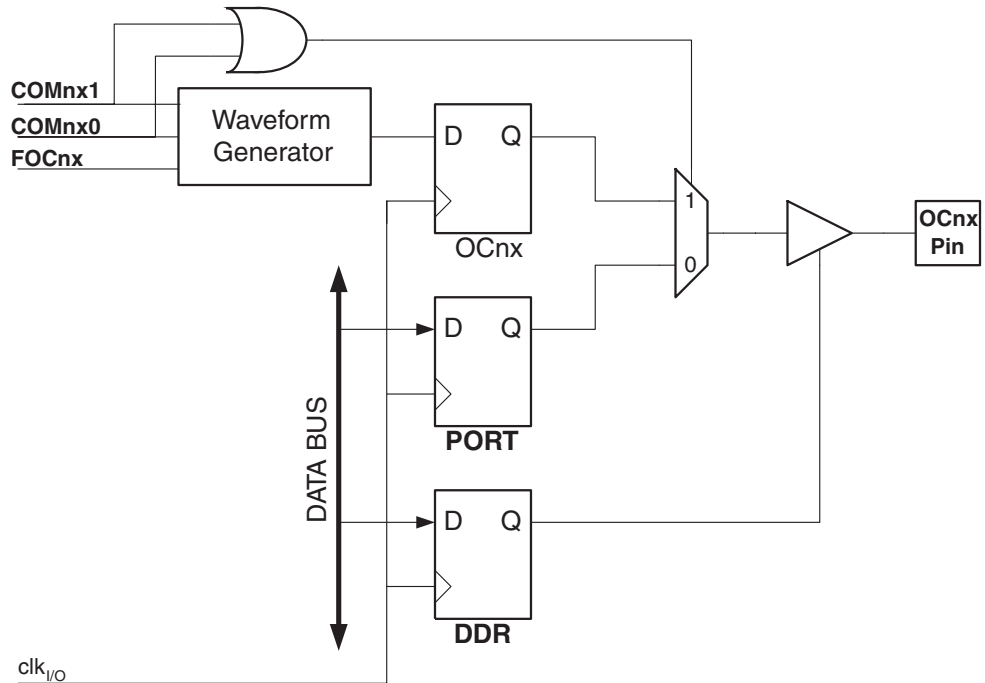 COMnx1
COMnx0
FOCnx
Waveform
Generator
D Q
OCnx
1
0
OCnx
Pin
D Q
PORT
DATA BUS
D Q
DDR
clkI/O